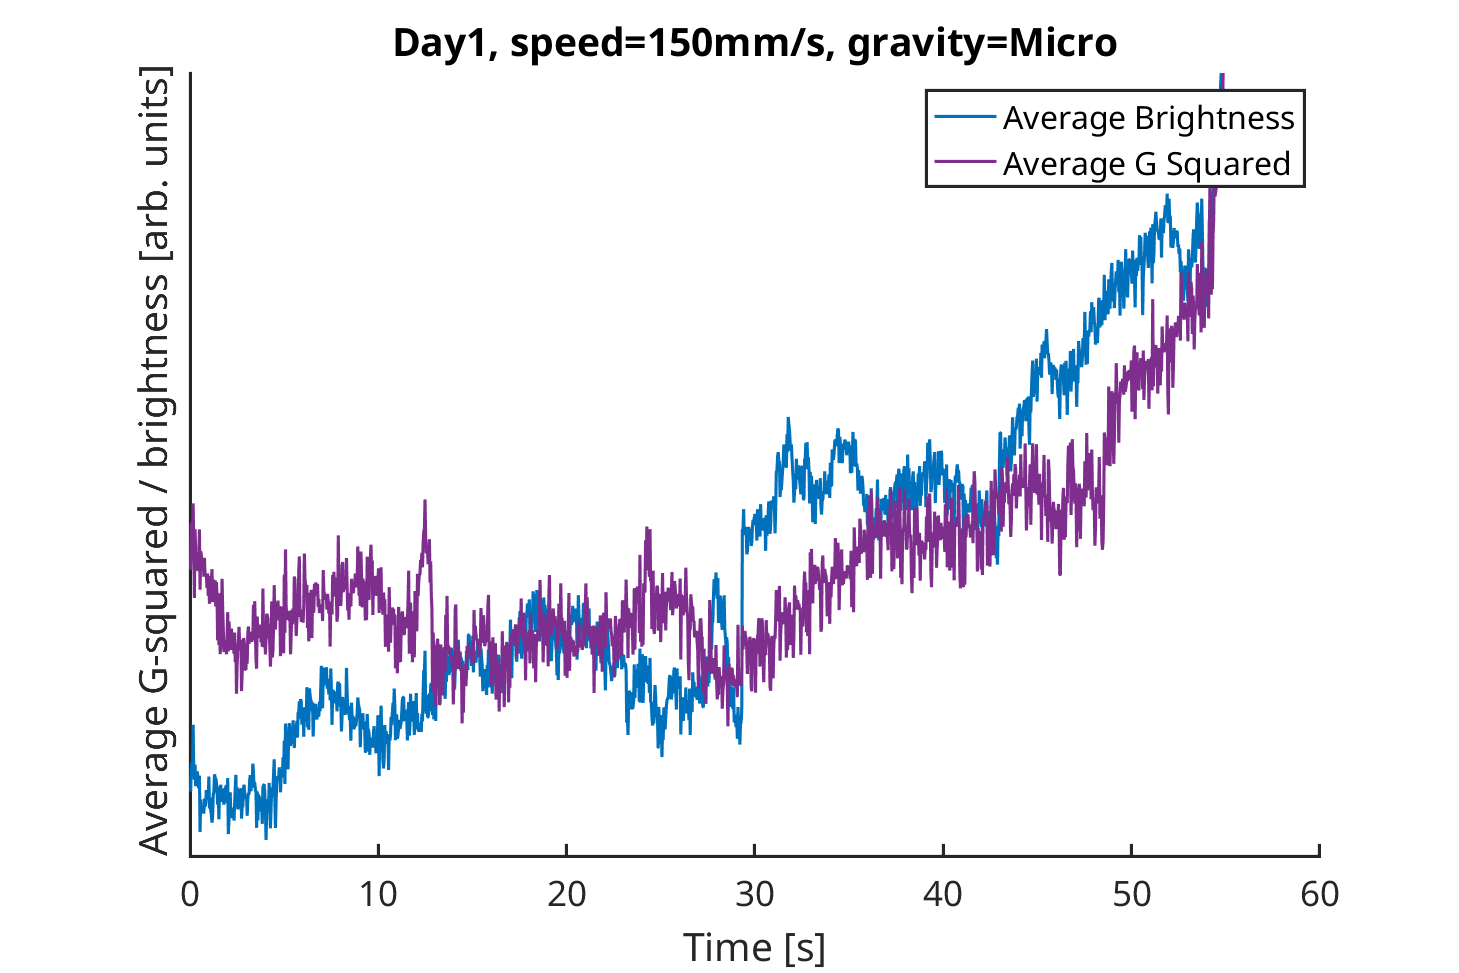 Day1, speed=150mm/s, gravity=Micro
Average G-squared / brightness [arb. units]
Average Brightness
Average G Squared
0 10 20 30 40 50 60
Time [s]